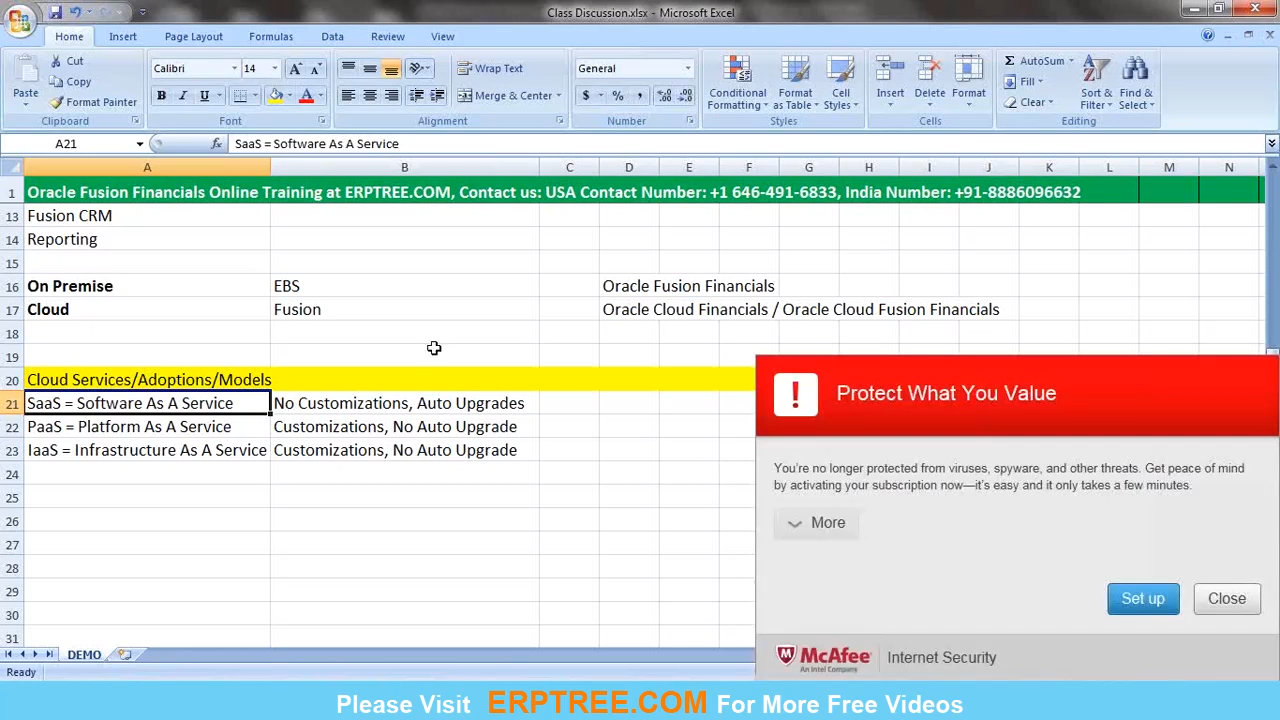 Class Discussion.xlsx - Microsoft Excel
Home Insert Page Layout Formulas Data Review View
Paste
Cut
Copy
Format Painter
Clipboard
Calibri 14
B I U
Font
Wrap Text
Merge & Center
Alignment
General
$ % ,
Number
Conditional Formatting
Format as Table
Cell Styles
Styles
Insert Delete Format
Cells
AutoSum
Fill
Clear
Sort & Filter
Find & Select
Editing
A21 fx SaaS = Software As A Service
A B C D E F G H I J K L M N
1 Oracle Fusion Financials Online Training at ERPTREE.COM, Contact us: USA Contact Number: +1 646-491-6833, India Number: +91-8886096632
13 Fusion CRM
14 Reporting
15
16 On Premise EBS Oracle Fusion Financials
17 Cloud Fusion Oracle Cloud Financials / Oracle Cloud Fusion Financials
18
19
20 Cloud Services/Adoptions/Models
21 SaaS = Software As A Service No Customizations, Auto Upgrades
22 PaaS = Platform As A Service Customizations, No Auto Upgrade
23 IaaS = Infrastructure As A Service Customizations, No Auto Upgrade
24
25
26
27
28
29
30
31
Protect What You Value
You're no longer protected from viruses, spyware, and other threats. Get peace of mind
by activating your subscription now—it's easy and it only takes a few minutes.
More
Set up Close
McAfee Internet Security
An Intel Company
DEMO
Ready
Please Visit ERPTREE.COM For More Free Videos